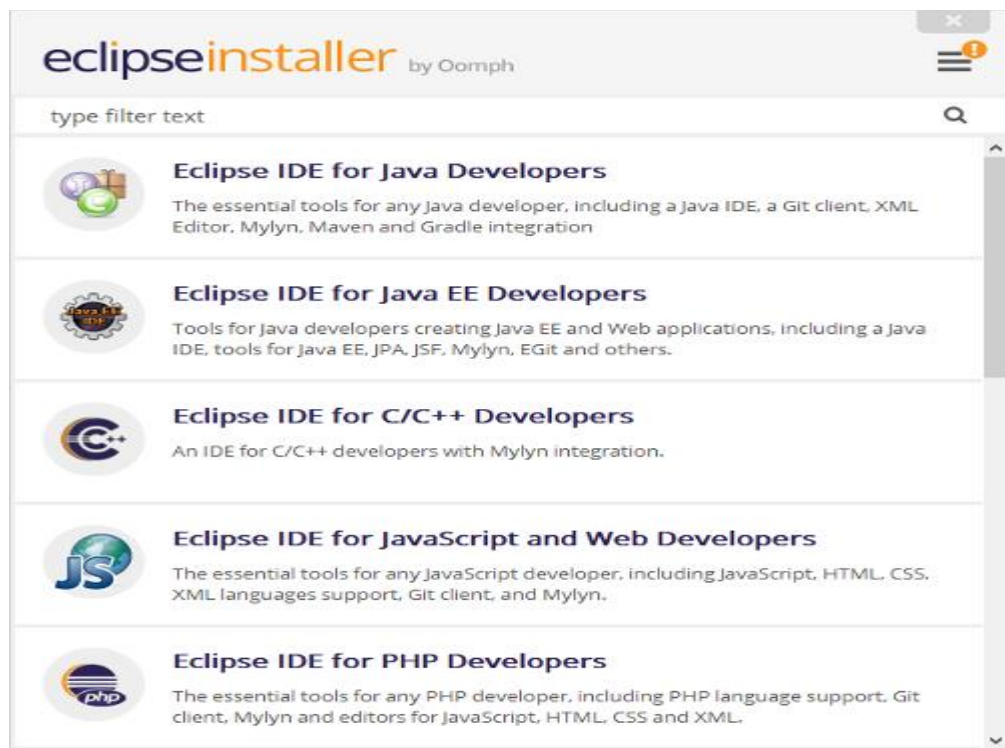 eclipseinstaller by Oomph
!
type filter text
Eclipse IDE for Java Developers
The essential tools for any Java developer, including a Java IDE, a Git client, XML
Editor, Mylyn, Maven and Gradle integration
Java EE
IDE
Eclipse IDE for Java EE Developers
Tools for Java developers creating Java EE and Web applications, including a Java
IDE, tools for Java EE, JPA, JSF, Mylyn, EGit and others.
C++
Eclipse IDE for C/C++ Developers
An IDE for C/C++ developers with Mylyn integration.
JS
Eclipse IDE for JavaScript and Web Developers
The essential tools for any JavaScript developer, including JavaScript, HTML, CSS,
XML languages support, Git client, and Mylyn.
php
Eclipse IDE for PHP Developers
The essential tools for any PHP developer, including PHP language support, Git
client, Mylyn and editors for JavaScript, HTML, CSS and XML.